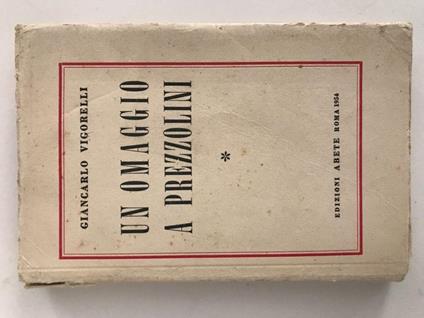 GIANCARLO VIGORELLI
UN OMAGGIO
A PREZZOLINI
*
EDIZIONI ABETE ROMA 1954